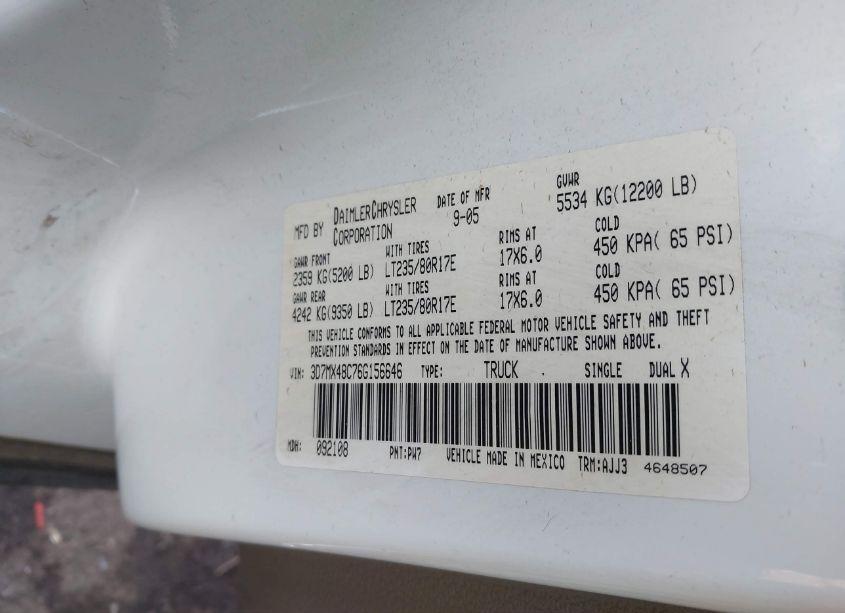 MFD BY DAIMLERCHRYSLER CORPORATION DATE OF MFR 9-05 GVWR 5534 KG(12200 LB)
GAWR FRONT WITH TIRES RIMS AT COLD
2359 KG(5200 LB) LT235/80R17E 17X6.0 450 KPA( 65 PSI)
GAWR REAR WITH TIRES RIMS AT COLD
4242 KG(9350 LB) LT235/80R17E 17X6.0 450 KPA( 65 PSI)
THIS VEHICLE CONFORMS TO ALL APPLICABLE FEDERAL MOTOR VEHICLE SAFETY AND THEFT
PREVENTION STANDARDS IN EFFECT ON THE DATE OF MANUFACTURE SHOWN ABOVE.
VIN: 3D7MX48C76G156646 TYPE: TRUCK SINGLE DUAL X
MDH: 092108 PNT:PW7 VEHICLE MADE IN MEXICO TRM:AJJ3 4648507